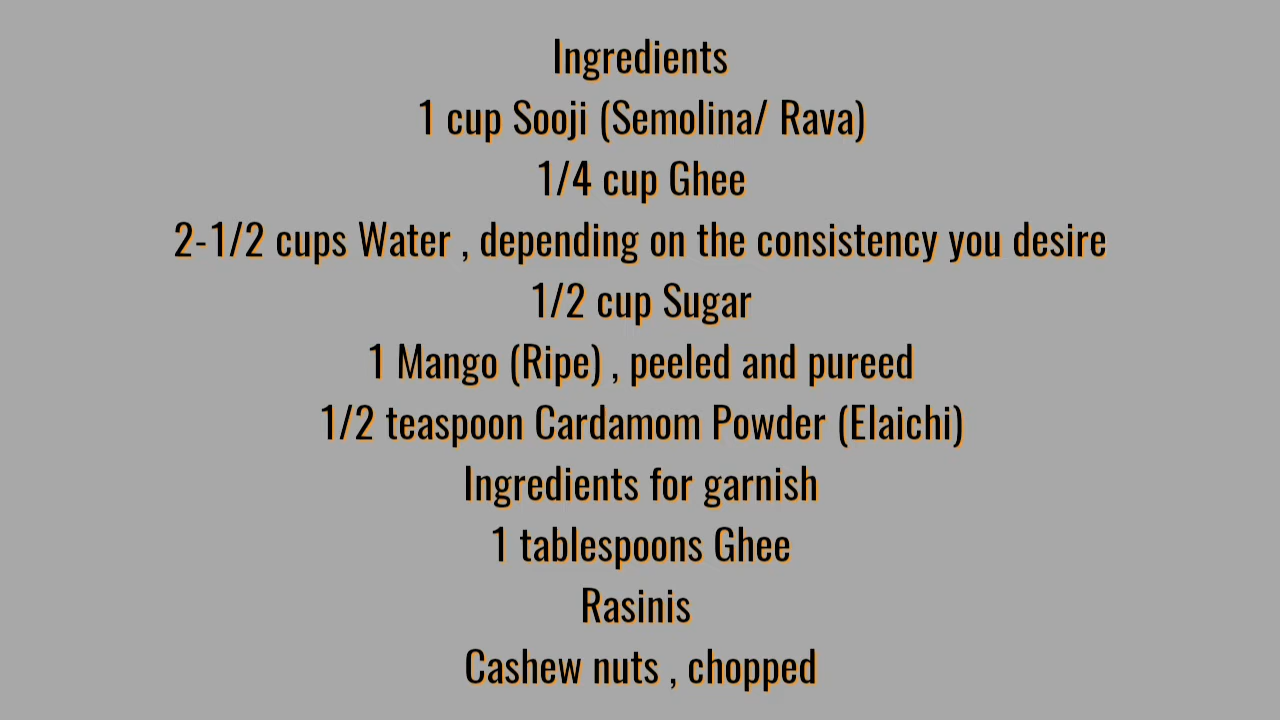 Ingredients
1 cup Sooji (Semolina/ Rava)
1/4 cup Ghee
2-1/2 cups Water , depending on the consistency you desire
1/2 cup Sugar
1 Mango (Ripe) , peeled and pureed
1/2 teaspoon Cardamom Powder (Elaichi)
Ingredients for garnish
1 tablespoons Ghee
Rasinis
Cashew nuts , chopped